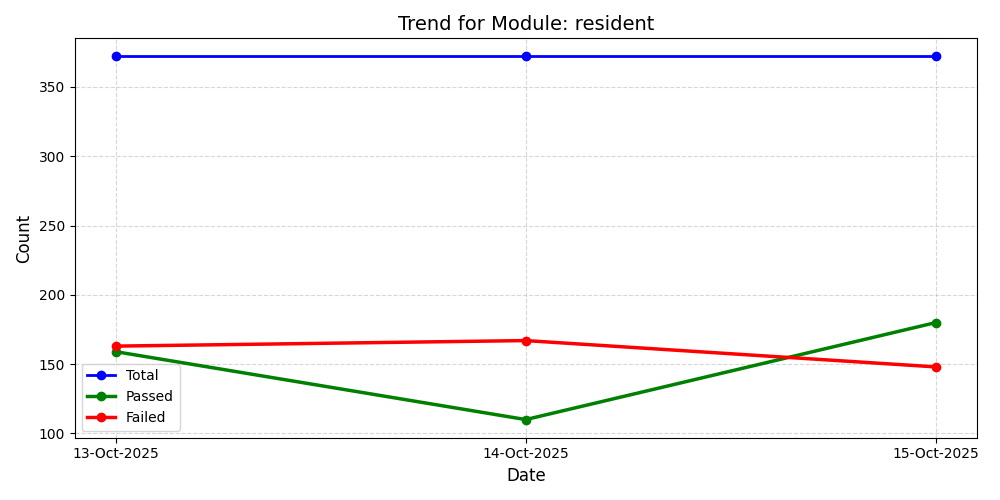 Trend for Module: resident
Count
350
300
250
200
150
100
Total
Passed
Failed
13-Oct-2025
14-Oct-2025
15-Oct-2025
Date